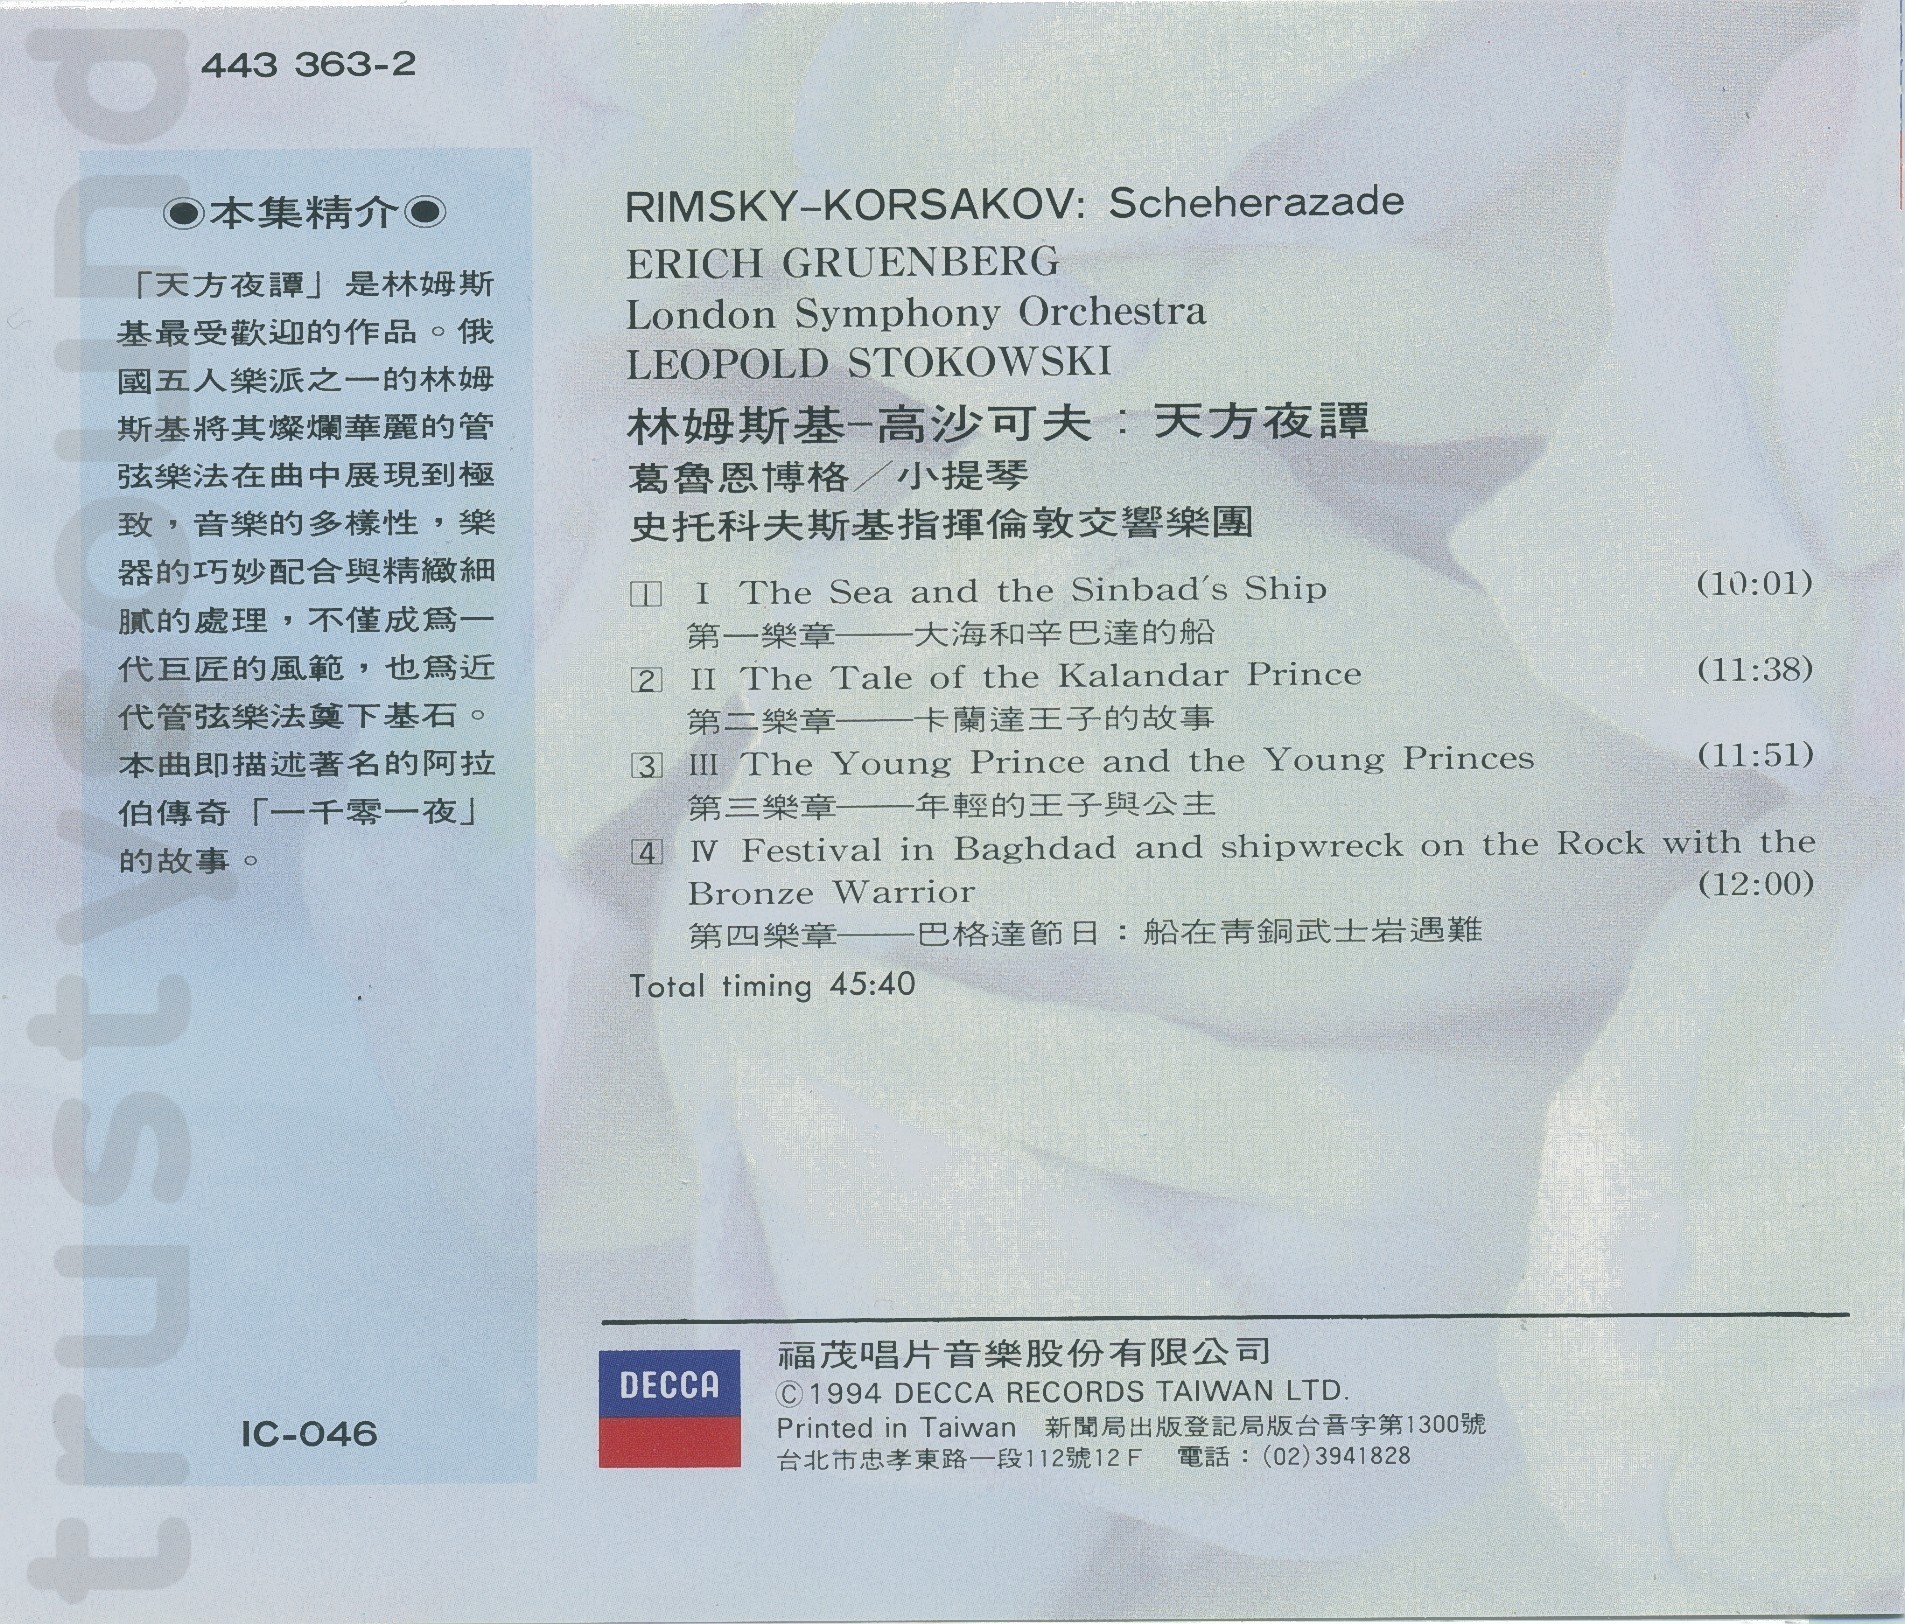 443 363-2
◉本集精介◉
「天方夜譚」是林姆斯
基最受歡迎的作品。俄
國五人樂派之一的林姆
斯基將其燦爛華麗的管
弦樂法在曲中展現到極
致，音樂的多樣性，樂
器的巧妙配合與精緻細
膩的處理，不僅成爲一
代巨匠的風範，也爲近
代管弦樂法奠下基石。
本曲即描述著名的阿拉
伯傳奇「一千零一夜」
的故事。
IC-046
RIMSKY-KORSAKOV: Scheherazade
ERICH GRUENBERG
London Symphony Orchestra
LEOPOLD STOKOWSKI
林姆斯基-高沙可夫：天方夜譚
葛魯恩博格／小提琴
史托科夫斯基指揮倫敦交響樂團
1 I The Sea and the Sinbad's Ship (10:01)
第一樂章——大海和辛巴達的船
2 II The Tale of the Kalandar Prince (11:38)
第二樂章——卡蘭達王子的故事
3 III The Young Prince and the Young Princes (11:51)
第三樂章——年輕的王子與公主
4 IV Festival in Baghdad and shipwreck on the Rock with the
Bronze Warrior (12:00)
第四樂章——巴格達節日：船在靑銅武士岩遇難
Total timing 45:40
DECCA
福茂唱片音樂股份有限公司
©1994 DECCA RECORDS TAIWAN LTD.
Printed in Taiwan 新聞局出版登記局版台音字第1300號
台北市忠孝東路一段112號12F 電話：(02)3941828
trustysound